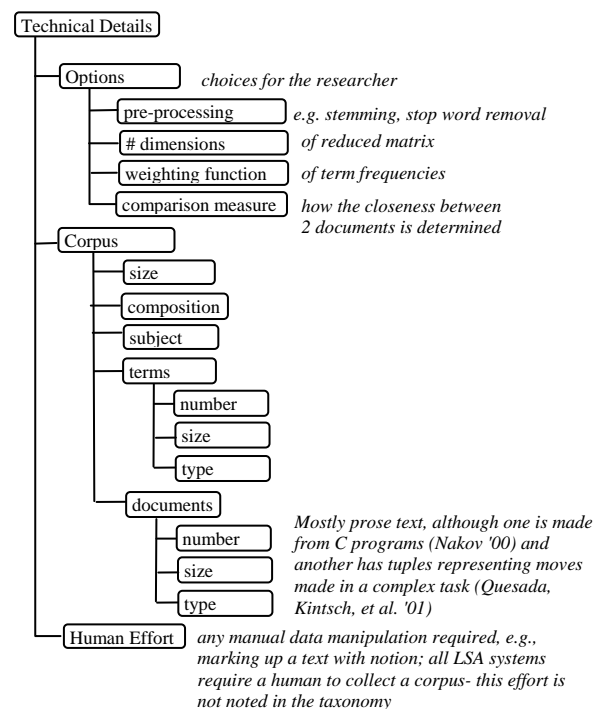 Technical Details
Options choices for the researcher
pre-processing e.g. stemming, stop word removal
# dimensions of reduced matrix
weighting function of term frequencies
comparison measure how the closeness between
2 documents is determined
Corpus
size
composition
subject
terms
number
size
type
documents
Mostly prose text, although one is made
number from C programs (Nakov '00) and
another has tuples representing moves
size made in a complex task (Quesada,
type Kintsch, et al. '01)
Human Effort any manual data manipulation required, e.g.,
marking up a text with notion; all LSA systems
require a human to collect a corpus- this effort is
not noted in the taxonomy